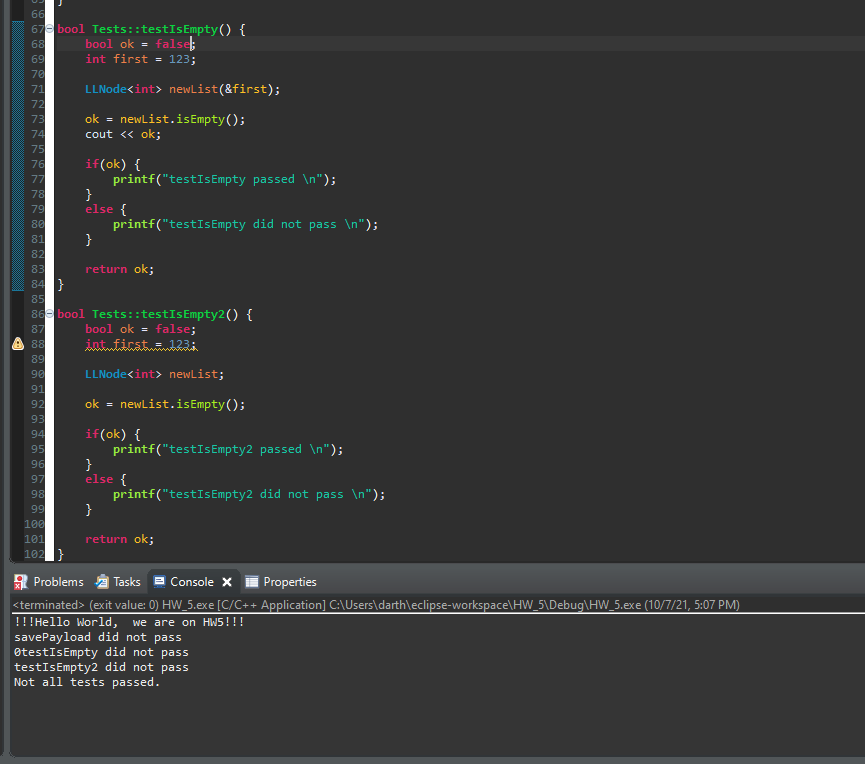 65 }
66
67 bool Tests::testIsEmpty() {
68     bool ok = false;
69     int first = 123;
70
71     LLNode<int> newList(&first);
72
73     ok = newList.isEmpty();
74     cout << ok;
75
76     if(ok) {
77         printf("testIsEmpty passed \n");
78     }
79     else {
80         printf("testIsEmpty did not pass \n");
81     }
82
83     return ok;
84 }
85
86 bool Tests::testIsEmpty2() {
87     bool ok = false;
88     int first = 123;
89
90     LLNode<int> newList;
91
92     ok = newList.isEmpty();
93
94     if(ok) {
95         printf("testIsEmpty2 passed \n");
96     }
97     else {
98         printf("testIsEmpty2 did not pass \n");
99     }
100
101     return ok;
102 }
Problems Tasks Console Properties
<terminated> (exit value: 0) HW_5.exe [C/C++ Application] C:\Users\darth\eclipse-workspace\HW_5\Debug\HW_5.exe (10/7/21, 5:07 PM)
!!!Hello World,  we are on HW5!!!
savePayload did not pass
0testIsEmpty did not pass
testIsEmpty2 did not pass
Not all tests passed.